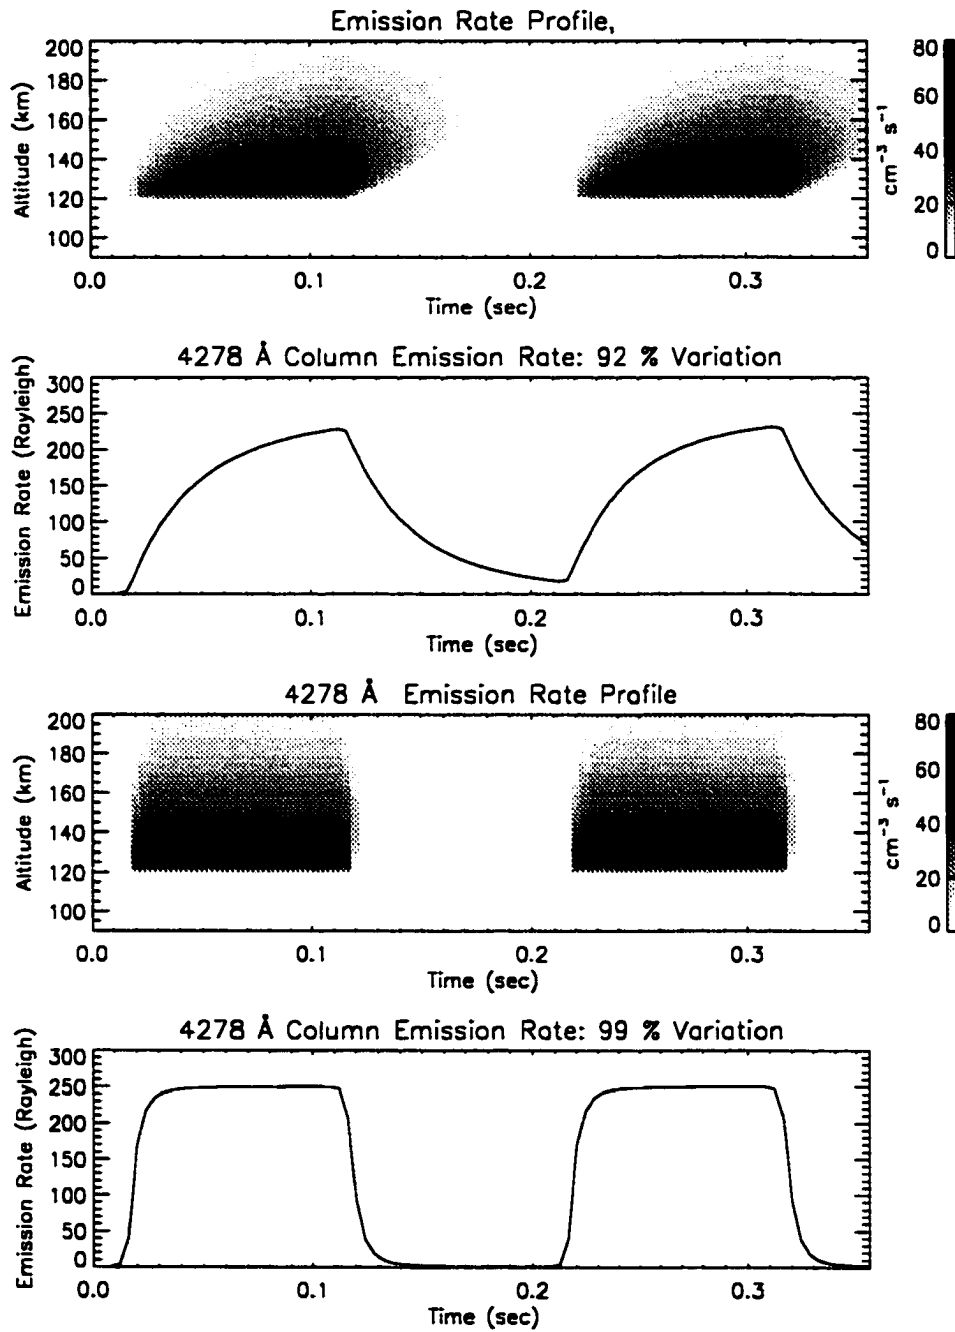 Emission Rate Profile,
200
180
160
140
120
100
Altitude (km)
0.0 0.1 0.2 0.3
Time (sec)
80
60
40
20
0
cm⁻³ s⁻¹
4278 Å Column Emission Rate: 92 % Variation
300
250
200
150
100
50
0
Emission Rate (Rayleigh)
0.0 0.1 0.2 0.3
Time (sec)
4278 Å Emission Rate Profile
200
180
160
140
120
100
Altitude (km)
0.0 0.1 0.2 0.3
Time (sec)
80
60
40
20
0
cm⁻³ s⁻¹
4278 Å Column Emission Rate: 99 % Variation
300
250
200
150
100
50
0
Emission Rate (Rayleigh)
0.0 0.1 0.2 0.3
Time (sec)